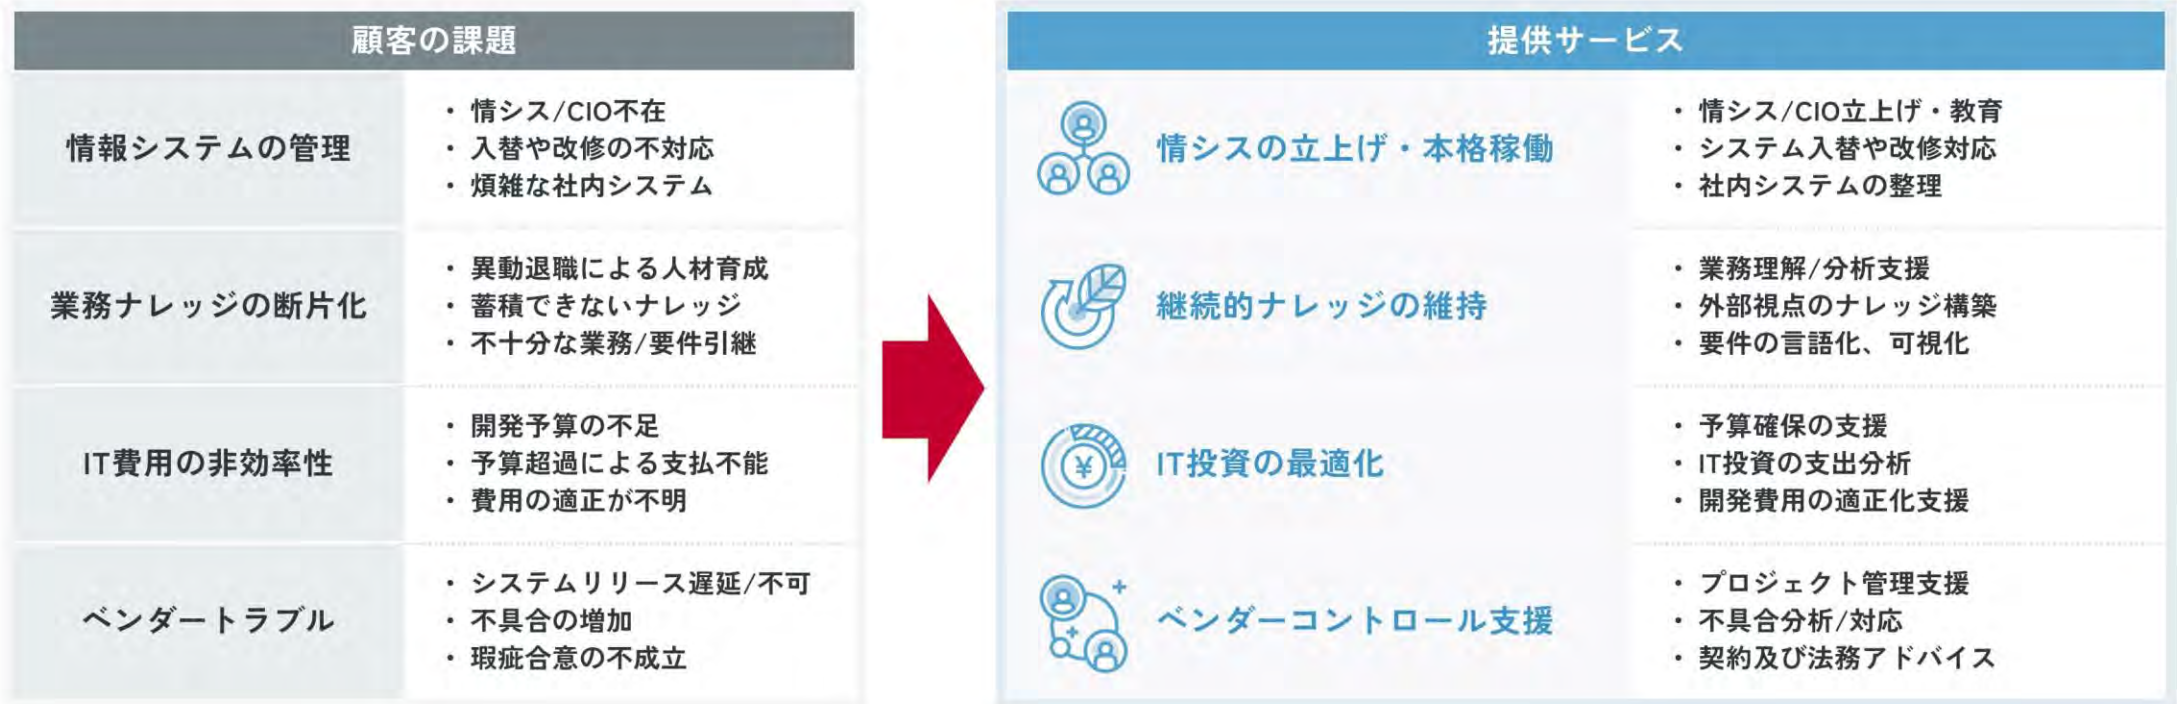 顧客の課題
情報システムの管理
・ 情シス/CIO不在
・ 入替や改修の不対応
・ 煩雑な社内システム
業務ナレッジの断片化
・ 異動退職による人材育成
・ 蓄積できないナレッジ
・ 不十分な業務/要件引継
IT費用の非効率性
・ 開発予算の不足
・ 予算超過による支払不能
・ 費用の適正が不明
ベンダートラブル
・ システムリリース遅延/不可
・ 不具合の増加
・ 瑕疵合意の不成立
提供サービス
情シスの立上げ・本格稼働
・ 情シス/CIO立上げ・教育
・ システム入替や改修対応
・ 社内システムの整理
継続的ナレッジの維持
・ 業務理解/分析支援
・ 外部視点のナレッジ構築
・ 要件の言語化、可視化
¥
IT投資の最適化
・ 予算確保の支援
・ IT投資の支出分析
・ 開発費用の適正化支援
ベンダーコントロール支援
・ プロジェクト管理支援
・ 不具合分析/対応
・ 契約及び法務アドバイス